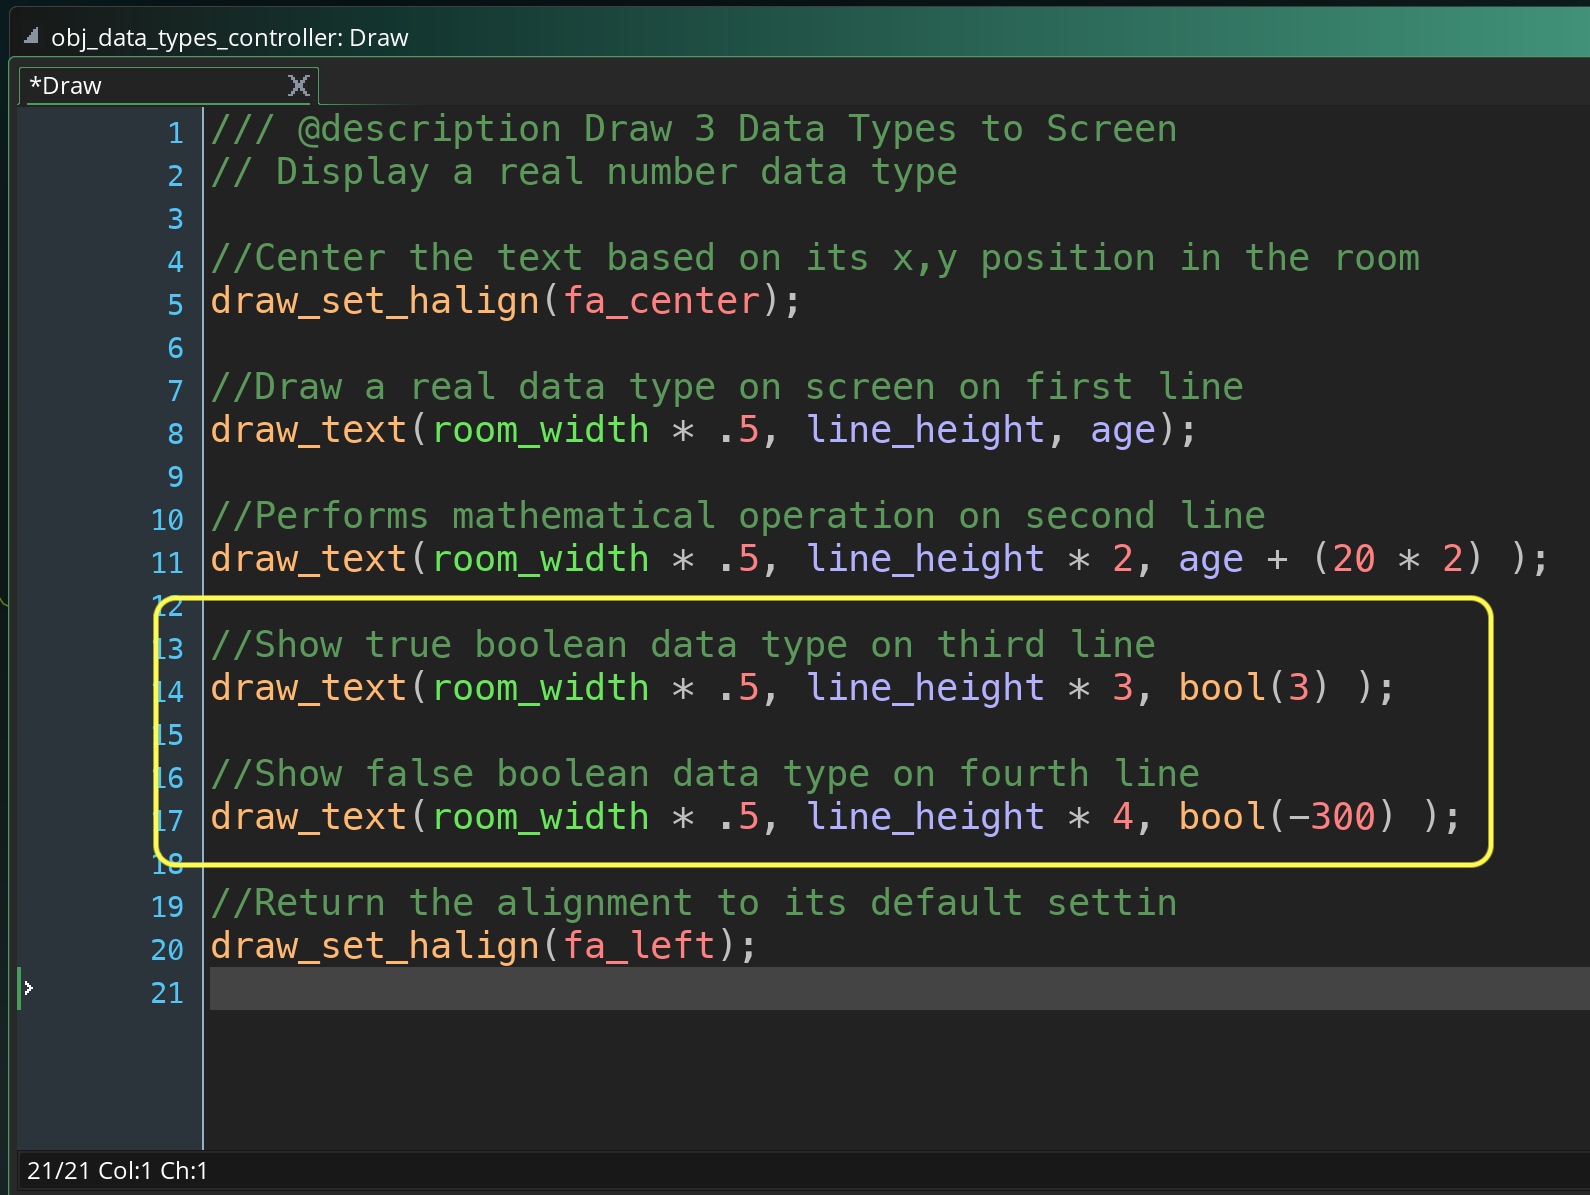 obj_data_types_controller: Draw
*Draw
1 /// @description Draw 3 Data Types to Screen
2 // Display a real number data type
3
4 //Center the text based on its x,y position in the room
5 draw_set_halign(fa_center);
6
7 //Draw a real data type on screen on first line
8 draw_text(room_width * .5, line_height, age);
9
10 //Performs mathematical operation on second line
11 draw_text(room_width * .5, line_height * 2, age + (20 * 2) );
12
13 //Show true boolean data type on third line
14 draw_text(room_width * .5, line_height * 3, bool(3) );
15
16 //Show false boolean data type on fourth line
17 draw_text(room_width * .5, line_height * 4, bool(-300) );
18
19 //Return the alignment to its default settin
20 draw_set_halign(fa_left);
21
21/21 Col:1 Ch:1